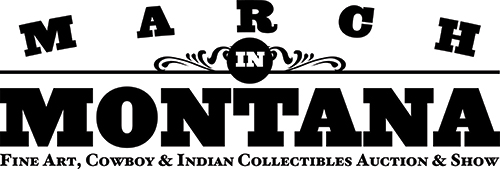 MARCH
IN
MONTANA
FINE ART, COWBOY & INDIAN COLLECTIBLES AUCTION & SHOW